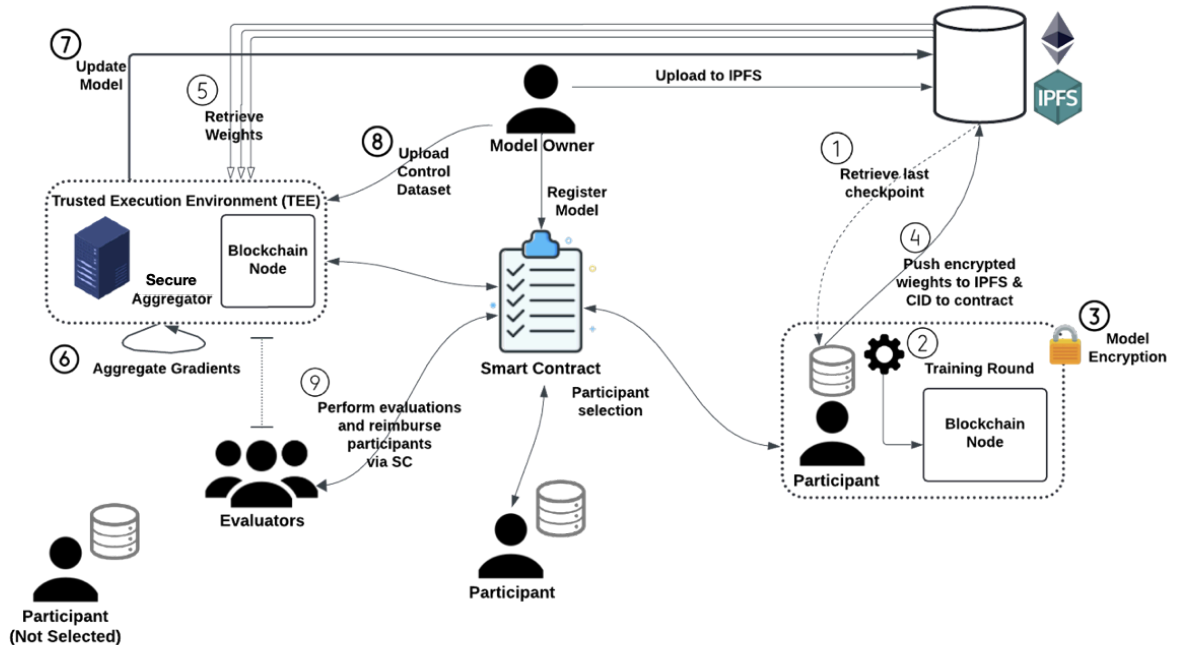 7
Update
Model
5
Retrieve
Weights
Upload to IPFS
IPFS
Model Owner
8
Upload
Control
Dataset
Register
Model
1
Retrieve last
checkpoint
4
Push encrypted
wieghts to IPFS &
CID to contract
Trusted Execution Environment (TEE)
Blockchain
Node
Secure
Aggregator
6
Aggregate Gradients
Smart Contract
Participant
selection
3
Model
Encryption
2
Training Round
Blockchain
Node
Participant
9
Perform evaluations
and reimburse
participants
via SC
Evaluators
Participant
Participant
(Not Selected)